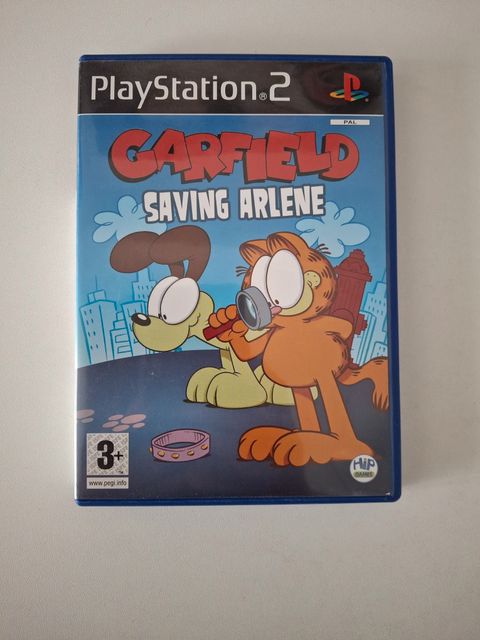 PlayStation®2
PAL
GARFIELD
SAVING ARLENE
3+
www.pegi.info
HIP
GAMES